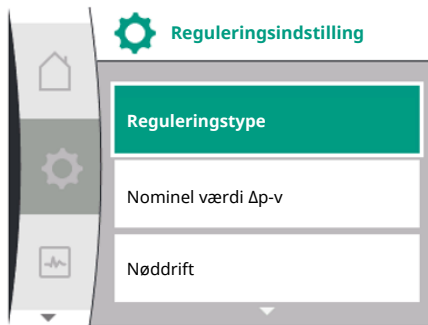 Reguleringsindstilling
Reguleringstype
Nominel værdi Δp-v
Nøddrift